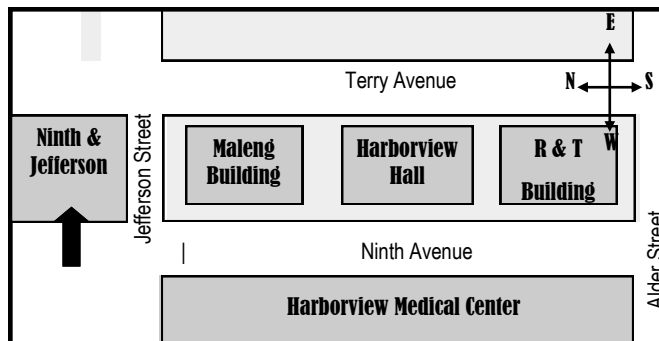 E
Terry Avenue
N
S
W
Ninth &
Jefferson
Jefferson Street
Maleng
Building
Harborview
Hall
R & T
Building
Ninth Avenue
Alder Street
Harborview Medical Center